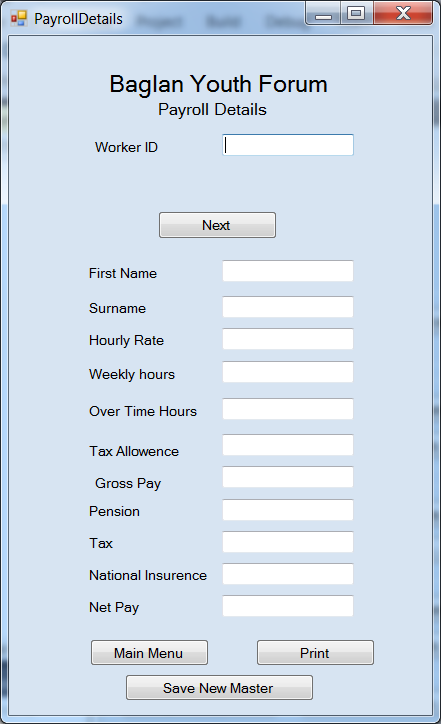 PayrollDetails
Baglan Youth Forum
Payroll Details
Worker ID
Next
First Name
Surname
Hourly Rate
Weekly hours
Over Time Hours
Tax Allowence
Gross Pay
Pension
Tax
National Insurence
Net Pay
Main Menu Print
Save New Master